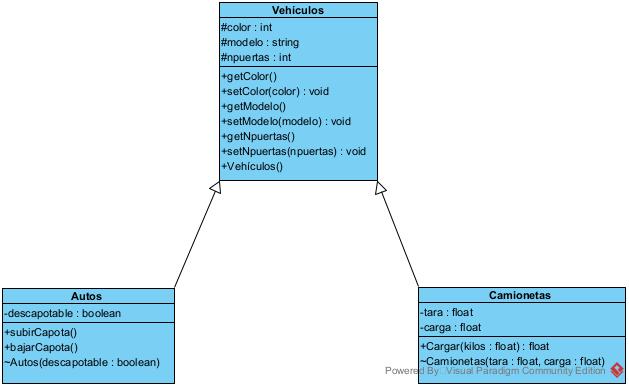 Vehículos
#color : int
#modelo : string
#npuertas : int
+getColor()
+setColor(color) : void
+getModelo()
+setModelo(modelo) : void
+getNpuertas()
+setNpuertas(npuertas) : void
+Vehículos()
Autos
-descapotable : boolean
+subirCapota()
+bajarCapota()
~Autos(descapotable : boolean)
Camionetas
-tara : float
-carga : float
+Cargar(kilos : float) : float
~Camionetas(tara : float, carga : float)
Powered By: Visual Paradigm Community Edition